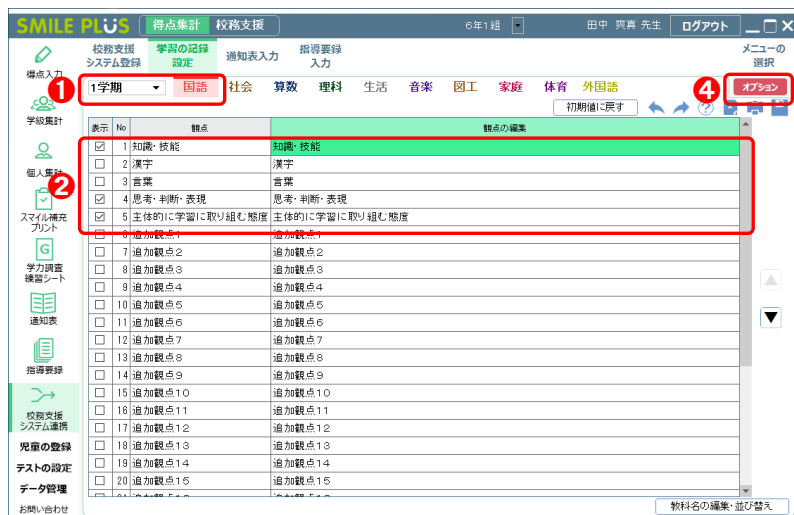 SMILE PLUS 得点集計 校務支援 6年1組 田中 爽真 先生 ログアウト
得点入力
学級集計
個人集計
スマイル補充
プリント
学力調査
練習シート
通知表
指導要録
校務支援
システム連携
児童の登録
テストの設定
データ管理
お問い合わせ
校務支援
システム登録
学習の記録
設定
通知表入力
指導要録
入力
メニューの
選択
1 1学期 国語 社会 算数 理科 生活 音楽 図工 家庭 体育 外国語 4 オプション
初期値に戻す
表示 No 観点 観点の編集
2
1 知識・技能 知識・技能
2 漢字 漢字
3 言葉 言葉
4 思考・判断・表現 思考・判断・表現
5 主体的に学習に取り組む態度 主体的に学習に取り組む態度
6 追加観点1 追加観点1
7 追加観点2 追加観点2
8 追加観点3 追加観点3
9 追加観点4 追加観点4
10 追加観点5 追加観点5
11 追加観点6 追加観点6
12 追加観点7 追加観点7
13 追加観点8 追加観点8
14 追加観点9 追加観点9
15 追加観点10 追加観点10
16 追加観点11 追加観点11
17 追加観点12 追加観点12
18 追加観点13 追加観点13
19 追加観点14 追加観点14
20 追加観点15 追加観点15
教科名の編集・並び替え